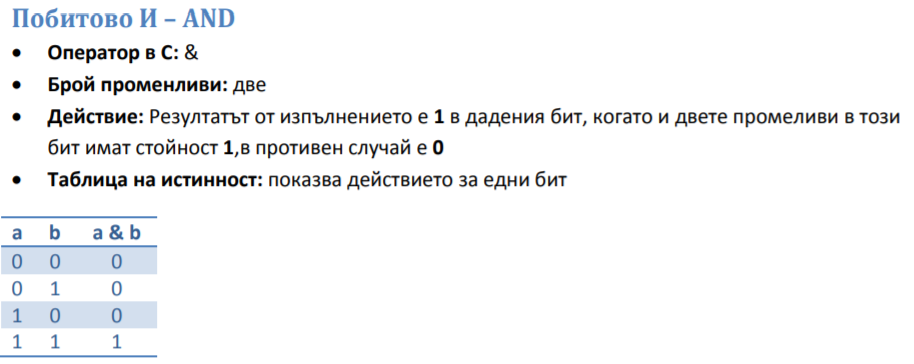 Побитово И – AND
• Оператор в C: &
• Брой променливи: две
• Действие: Резултатът от изпълнението е 1 в дадения бит, когато и двете промеливи в този
бит имат стойност 1,в противен случай е 0
• Таблица на истинност: показва действието за едни бит
a b a & b
0 0 0
0 1 0
1 0 0
1 1 1